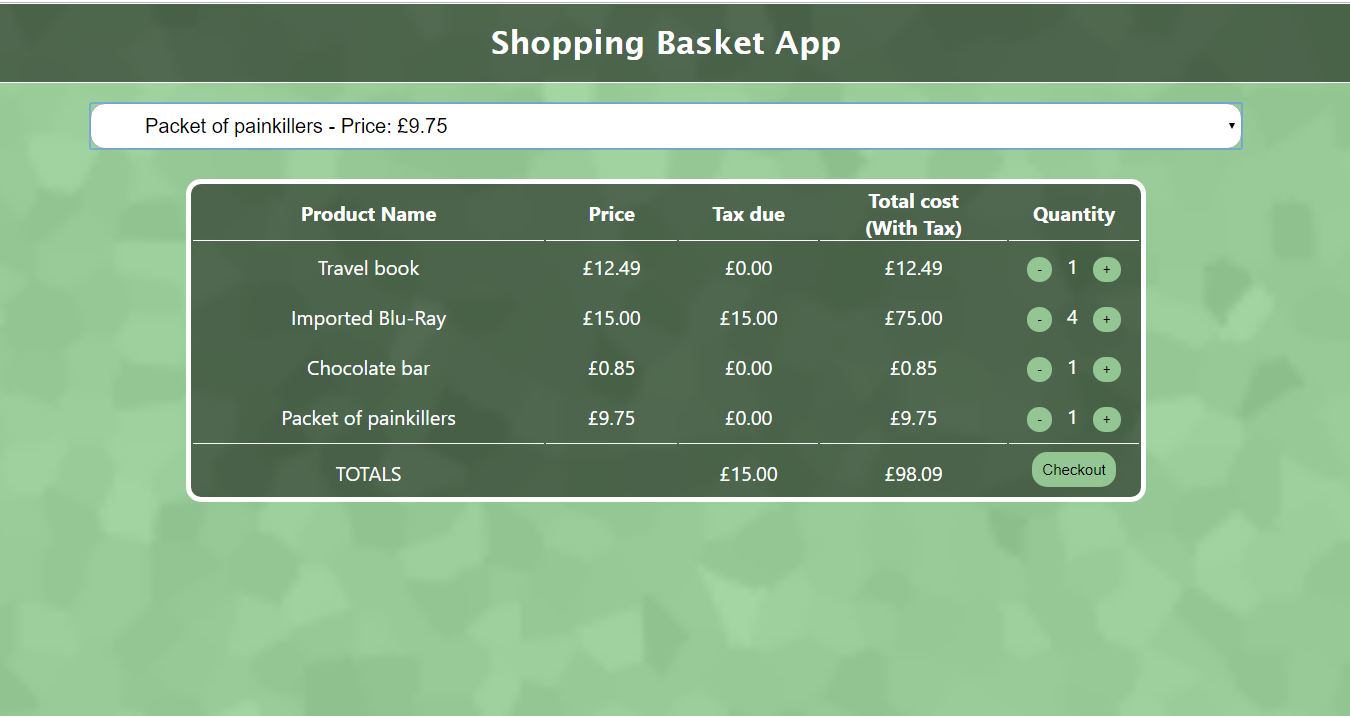 Shopping Basket App
Packet of painkillers - Price: £9.75
Product Name Price Tax due Total cost (With Tax) Quantity
Travel book £12.49 £0.00 £12.49 - 1 +
Imported Blu-Ray £15.00 £15.00 £75.00 - 4 +
Chocolate bar £0.85 £0.00 £0.85 - 1 +
Packet of painkillers £9.75 £0.00 £9.75 - 1 +
TOTALS £15.00 £98.09 Checkout